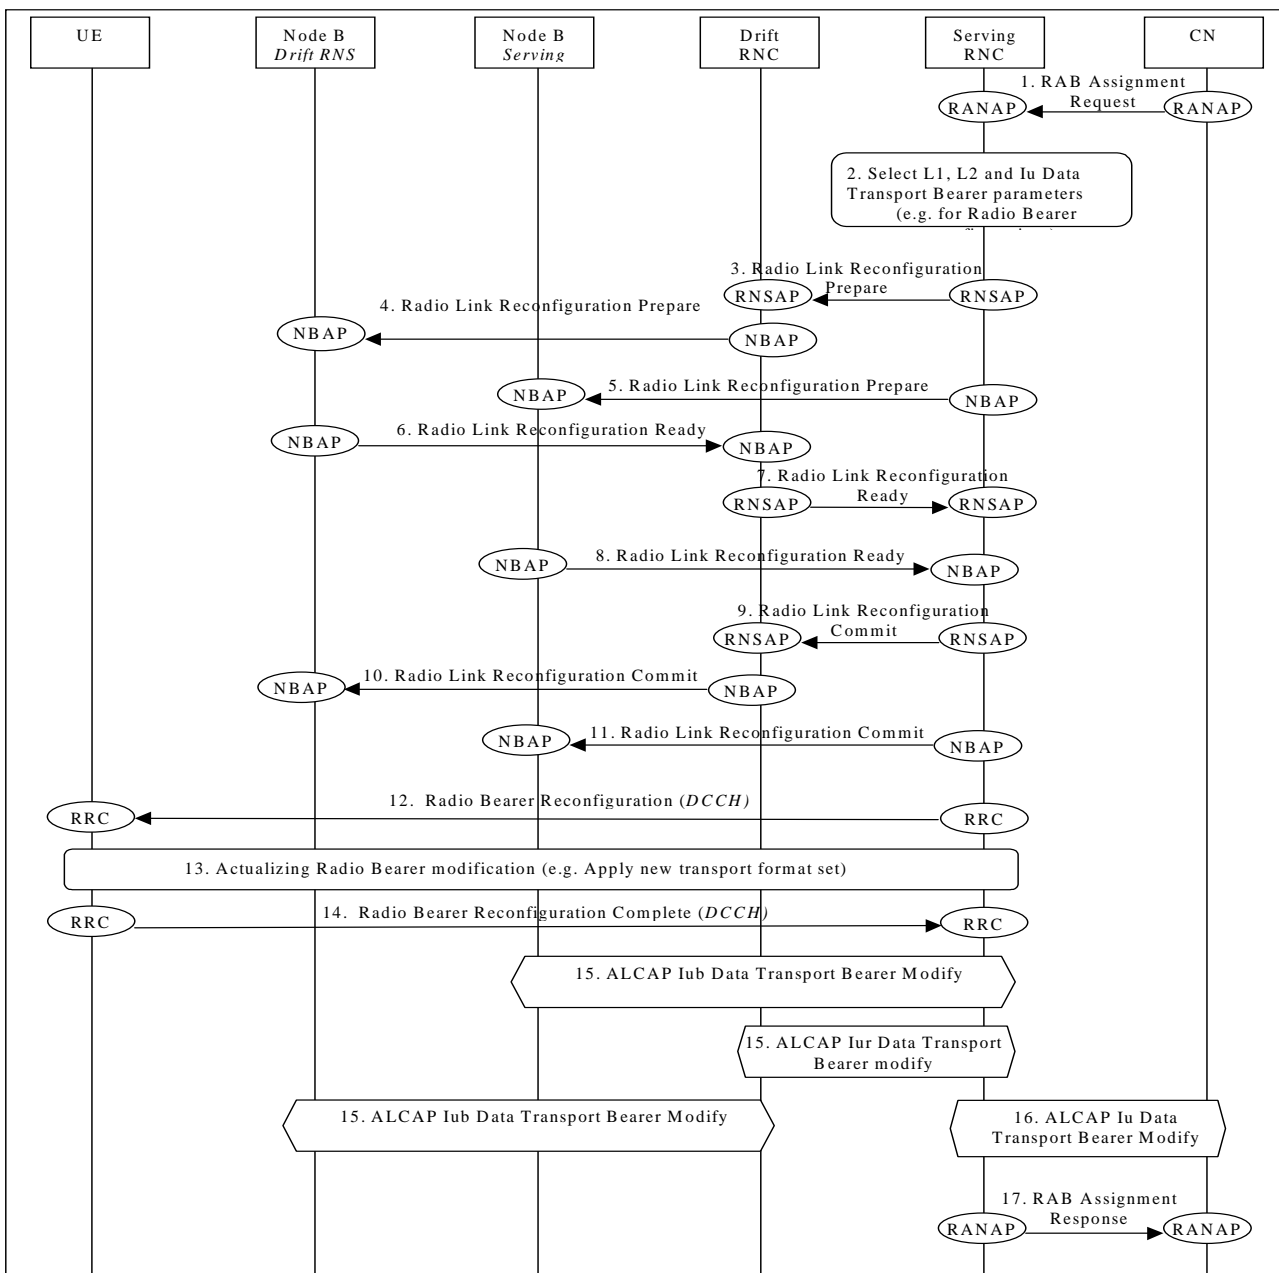 UE
Node B
Drift RNS
Node B
Serving
Drift
RNC
Serving
RNC
CN
1. RAB Assignment
Request
RANAP
RANAP
2. Select L1, L2 and Iu Data
Transport Bearer parameters
(e.g. for Radio Bearer
3. Radio Link Reconfiguration
Prepare
RNSAP
RNSAP
4. Radio Link Reconfiguration Prepare
NBAP
NBAP
5. Radio Link Reconfiguration Prepare
NBAP
NBAP
6. Radio Link Reconfiguration Ready
NBAP
NBAP
7. Radio Link Reconfiguration
Ready
RNSAP
RNSAP
8. Radio Link Reconfiguration Ready
NBAP
NBAP
9. Radio Link Reconfiguration
Commit
RNSAP
RNSAP
10. Radio Link Reconfiguration Commit
NBAP
NBAP
11. Radio Link Reconfiguration Commit
NBAP
NBAP
12. Radio Bearer Reconfiguration (DCCH)
RRC
RRC
13. Actualizing Radio Bearer modification (e.g. Apply new transport format set)
14. Radio Bearer Reconfiguration Complete (DCCH)
RRC
RRC
15. ALCAP Iub Data Transport Bearer Modify
15. ALCAP Iur Data Transport
Bearer modify
15. ALCAP Iub Data Transport Bearer Modify
16. ALCAP Iu Data
Transport Bearer Modify
17. RAB Assignment
Response
RANAP
RANAP